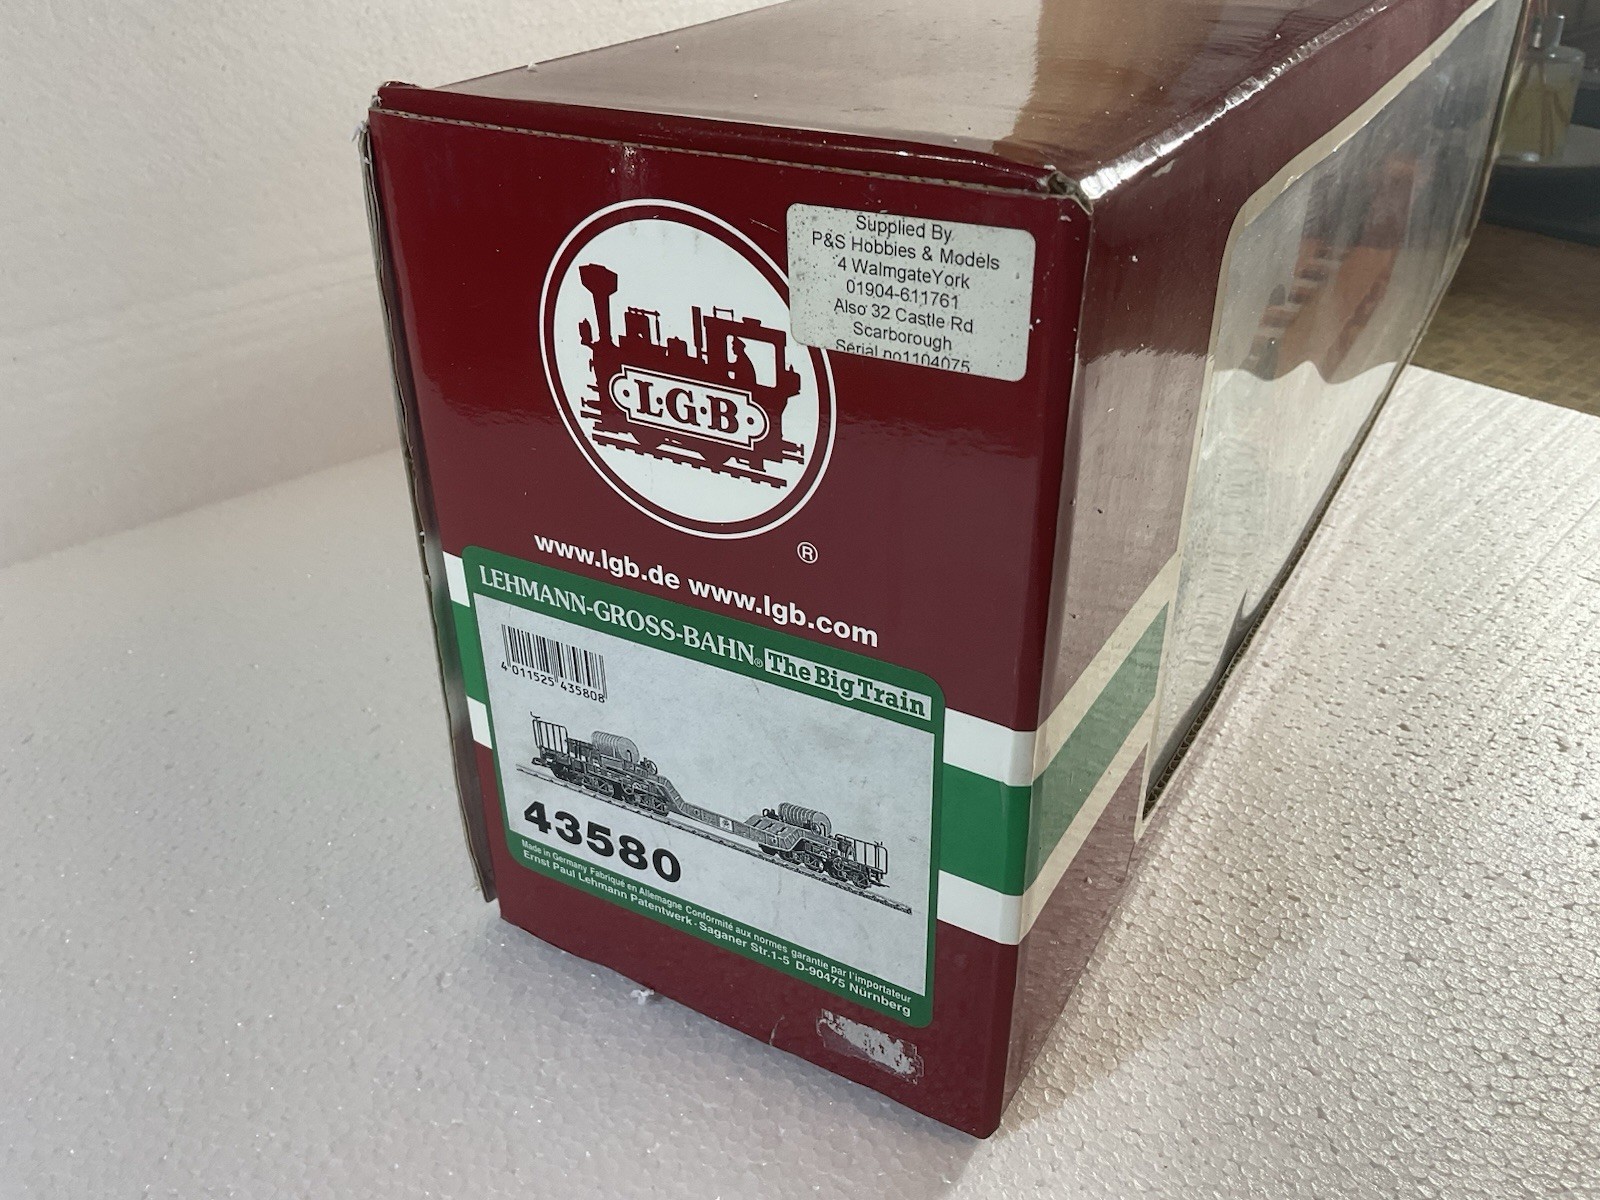 Supplied By
P&S Hobbies & Models
4 WalmgateYork
01904-611761
Also 32 Castle Rd
Scarborough
Serial no1104075
L·G·B
®
www.lgb.de www.lgb.com
LEHMANN-GROSS-BAHN® The Big Train
4 011525 435808
43580
Made in Germany Fabriqué en Allemagne Conformité aux normes garantie par l'importateur
Ernst Paul Lehmann Patentwerk · Saganer Str.1-5 D-90475 Nürnberg